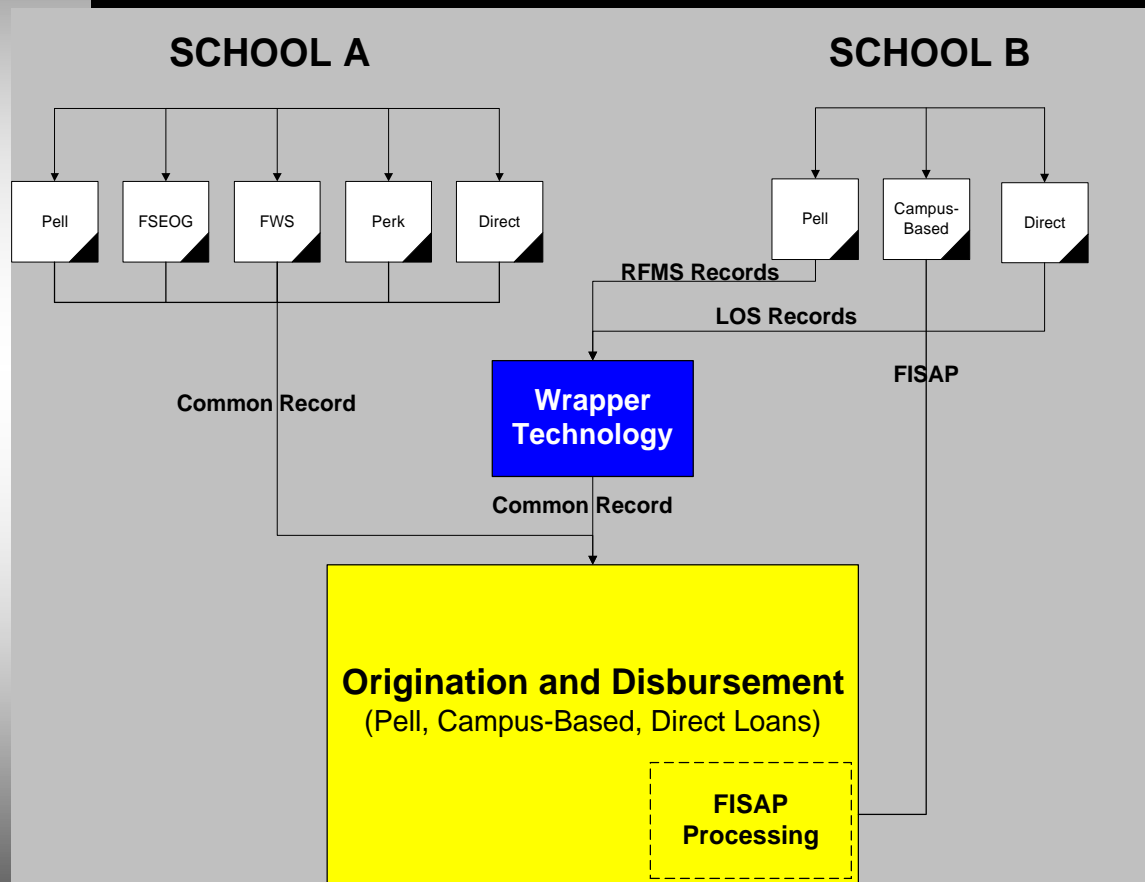 SCHOOL A
SCHOOL B
Pell
FSEOG
FWS
Perk
Direct
Pell
Campus-
Based
Direct
RFMS Records
LOS Records
FISAP
Common Record
Wrapper
Technology
Common Record
Origination and Disbursement
(Pell, Campus-Based, Direct Loans)
FISAP
Processing